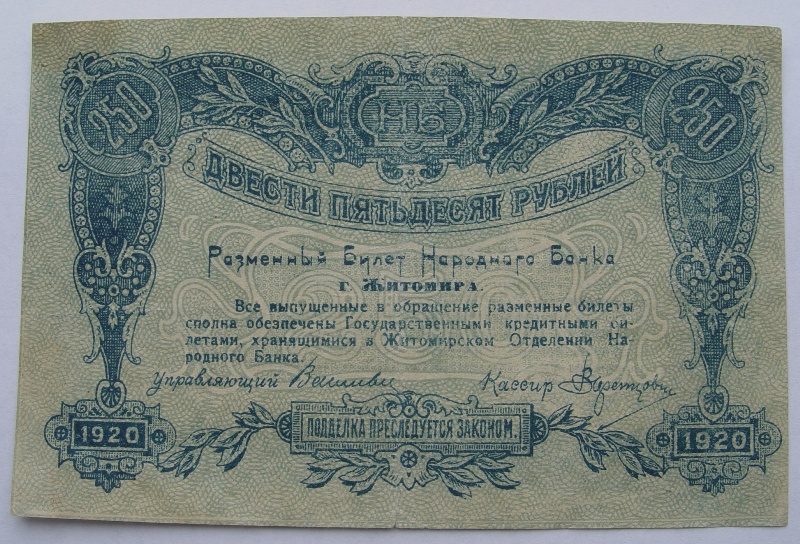 250 НБ 250
ДВЕСТИ ПЯТЬДЕСЯТ РУБЛЕЙ
Разменный Билет Народного Банка
г. Житомира.
Все выпущенные в обращение разменные билеты
сполна обезпечены Государственными кредитными би-
летами, хранящимися в Житомирском Отделении На-
родного Банка.
Управляющий Кассир
1920 ПОДДЕЛКА ПРЕСЛЕДУЕТСЯ ЗАКОНОМ. 1920